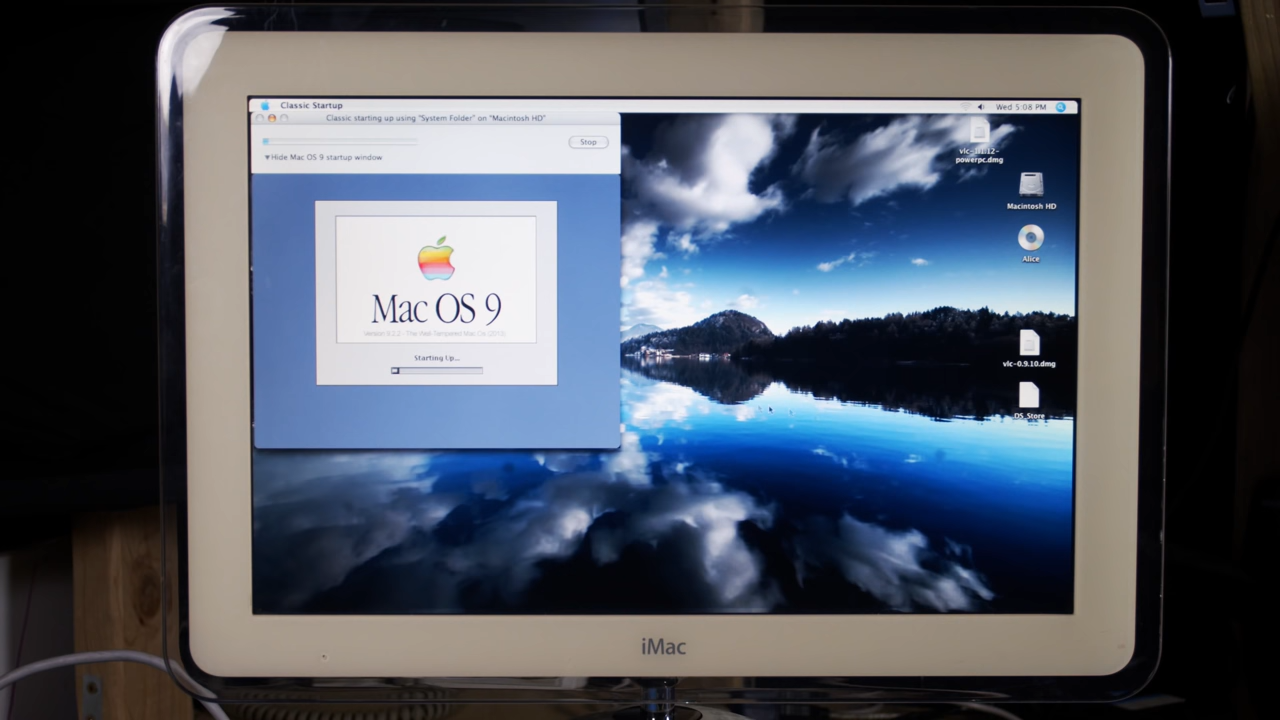 Classic Startup
Wed 5:08 PM
Classic starting up using "System Folder" on "Macintosh HD"
Stop
Hide Mac OS 9 startup window
Mac OS 9
Starting Up...
powerpc.dmg
Macintosh HD
Alice
vlc-0.9.10.dmg
DS_Store
iMac